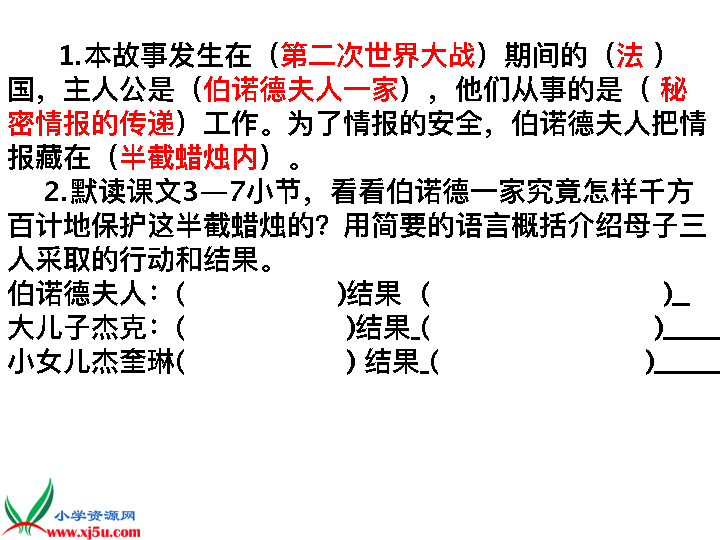 1.本故事发生在（第二次世界大战）期间的（法 ）
国，主人公是（伯诺德夫人一家），他们从事的是（ 秘
密情报的传递）工作。为了情报的安全，伯诺德夫人把情
报藏在（半截蜡烛内）。
2.默读课文3—7小节，看看伯诺德一家究竟怎样千方
百计地保护这半截蜡烛的？用简要的语言概括介绍母子三
人采取的行动和结果。
伯诺德夫人：( )结果 ( )_
大儿子杰克：( )结果_( )____
小女儿杰奎琳( ) 结果_( )_____
小学资源网
www.xj5u.com